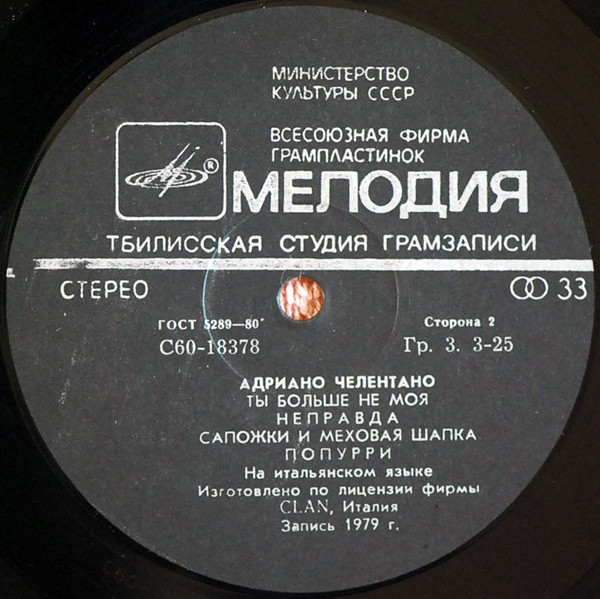 МИНИСТЕРСТВО
КУЛЬТУРЫ СССР
ВСЕСОЮЗНАЯ ФИРМА
ГРАМПЛАСТИНОК
®
МЕЛОДИЯ
ТБИЛИССКАЯ СТУДИЯ ГРАМЗАПИСИ
СТЕРЕО
33
ГОСТ 5289—80
Сторона 2
С60-18378
Гр. 3. 3-25
АДРИАНО ЧЕЛЕНТАНО
ТЫ БОЛЬШЕ НЕ МОЯ
НЕПРАВДА
САПОЖКИ И МЕХОВАЯ ШАПКА
ПОПУРРИ
На итальянском языке
Изготовлено по лицензии фирмы
CLAN, Италия
Запись 1979 г.